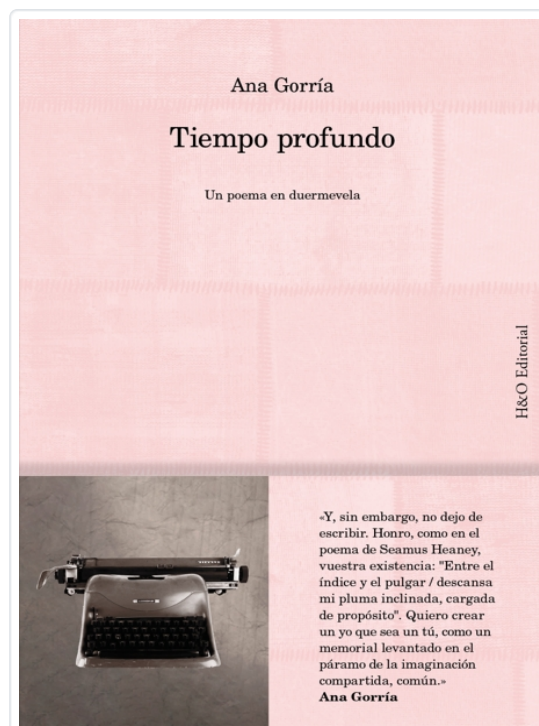 Ana Gorría
Tiempo profundo
Un poema en duermevela
H&O Editorial
«Y, sin embargo, no dejo de
escribir. Honro, como en el
poema de Seamus Heaney,
vuestra existencia: "Entre el
índice y el pulgar / descansa
mi pluma inclinada, cargada
de propósito". Quiero crear
un yo que sea un tú, como un
memorial levantado en el
páramo de la imaginación
compartida, común.»
Ana Gorría